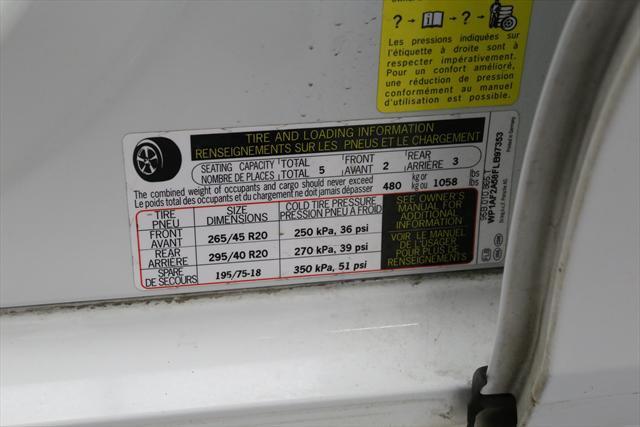 ? → → ? →
Les pressions indiquées sur
l'étiquette à droite sont à
respecter impérativement.
Pour un confort amélioré,
une réduction de pression
conformément au manuel
d'utilisation est possible.
TIRE AND LOADING INFORMATION
RENSEIGNEMENTS SUR LES PNEUS ET LE CHARGEMENT
SEATING CAPACITY TOTAL 5 FRONT 2 REAR 3
NOMBRE DE PLACES TOTAL AVANT ARRIÈRE
The combined weight of occupants and cargo should never exceed 480 kg or 1058 lbs
Le poids total des occupants et du chargement ne doit jamais dépasser kg ou lbs
TIRE SIZE COLD TIRE PRESSURE
PNEU DIMENSIONS PRESSION PNEU À FROID
FRONT
AVANT 265/45 R20 250 kPa, 36 psi
REAR
ARRIÈRE 295/40 R20 270 kPa, 39 psi
SPARE
DE SECOURS 195/75-18 350 kPa, 51 psi
SEE OWNER'S
MANUAL FOR
ADDITIONAL
INFORMATION
VOIR LE MANUEL
DE L'USAGER
POUR PLUS DE
RENSEIGNEMENTS
Printed in Germany